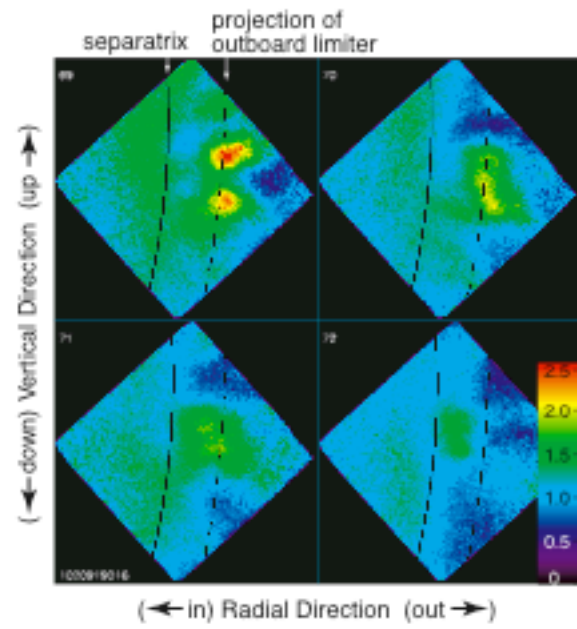 separatrix
projection of
outboard limiter
69
70
71
72
2.5
2.0
1.5
1.0
0.5
0
1020919016
(down) Vertical Direction (up)
(in) Radial Direction (out)